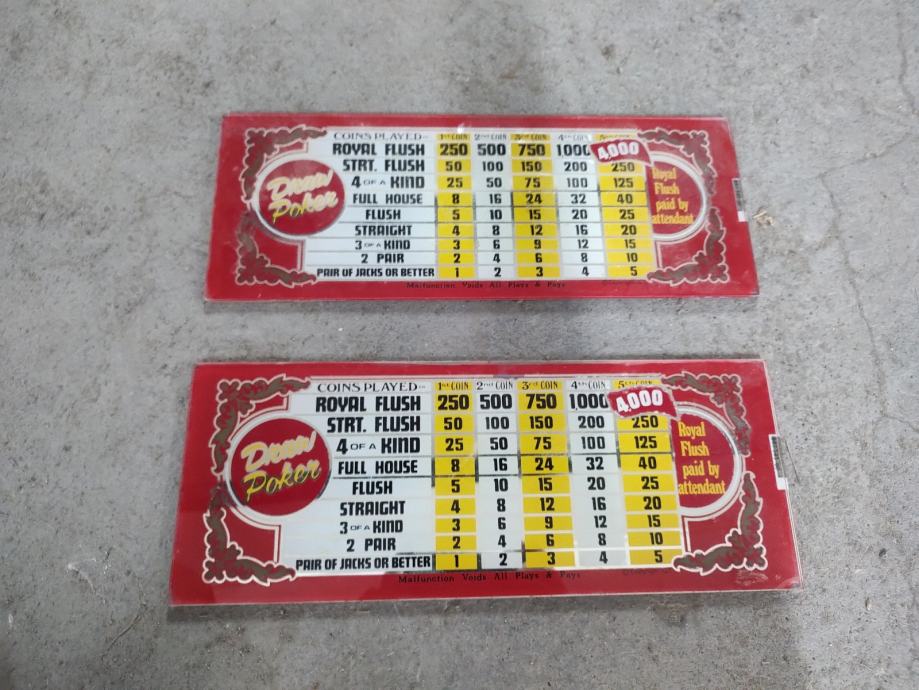 COINS PLAYED 1st COIN 2nd COIN 3rd COIN 4th COIN
ROYAL FLUSH 250 500 750 1000 4,000
STRT. FLUSH 50 100 150 200 250
4 OF A KIND 25 50 75 100 125
FULL HOUSE 8 16 24 32 40
FLUSH 5 10 15 20 25
STRAIGHT 4 8 12 16 20
3 OF A KIND 3 6 9 12 15
2 PAIR 2 4 6 8 10
PAIR OF JACKS OR BETTER 1 2 3 4 5
Draw
Poker
Royal
Flush
paid by
attendant
Malfunction Voids All Plays & Pays
COINS PLAYED 1st COIN 2nd COIN 3rd COIN 4th COIN 5th COIN
ROYAL FLUSH 250 500 750 1000 4,000
STRT. FLUSH 50 100 150 200 250
4 OF A KIND 25 50 75 100 125
FULL HOUSE 8 16 24 32 40
FLUSH 5 10 15 20 25
STRAIGHT 4 8 12 16 20
3 OF A KIND 3 6 9 12 15
2 PAIR 2 4 6 8 10
PAIR OF JACKS OR BETTER 1 2 3 4 5
Draw
Poker
Royal
Flush
paid by
attendant
Malfunction Voids All Plays & Pays